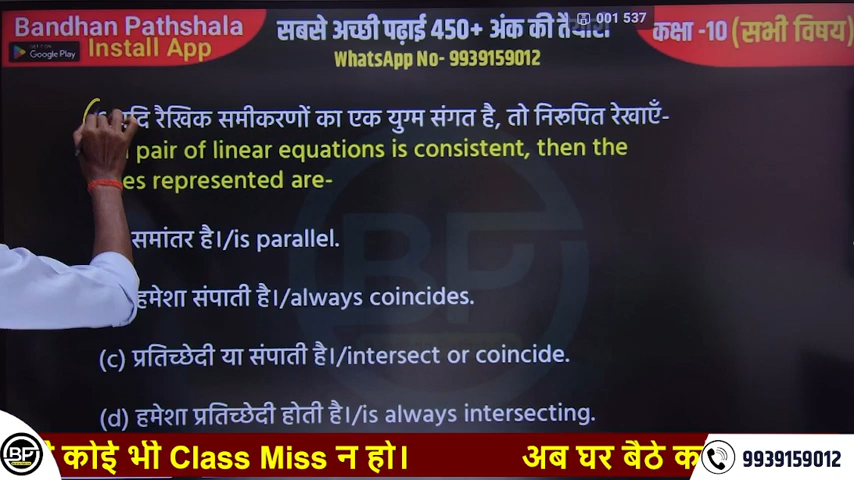 Bandhan Pathshala
GET IT ON
Google Play
Install App
सबसे अच्छी पढ़ाई 450+ अंक की तैयारी
WhatsApp No- 9939159012
001 537
कक्षा -10 (सभी विषय)
यदि रैखिक समीकरणों का एक युग्म संगत है, तो निरूपित रेखाएँ-
pair of linear equations is consistent, then the
represented are-
समांतर है।/is parallel.
हमेशा संपाती है।/always coincides.
(c) प्रतिच्छेदी या संपाती है।/intersect or coincide.
(d) हमेशा प्रतिच्छेदी होती है।/is always intersecting.
BP
कोई भी Class Miss न हो।
अब घर बैठे
9939159012